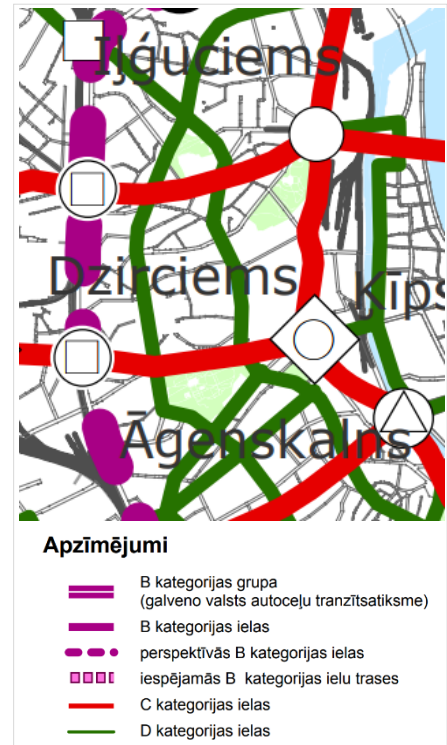 Iļģuciems
Dzirciems
Ķīps
Āgenskalns
Apzīmējumi
B kategorijas grupa
(galveno valsts autoceļu tranzītsatiksme)
B kategorijas ielas
perspektīvās B kategorijas ielas
iespējamās B kategorijas ielu trases
C kategorijas ielas
D kategorijas ielas